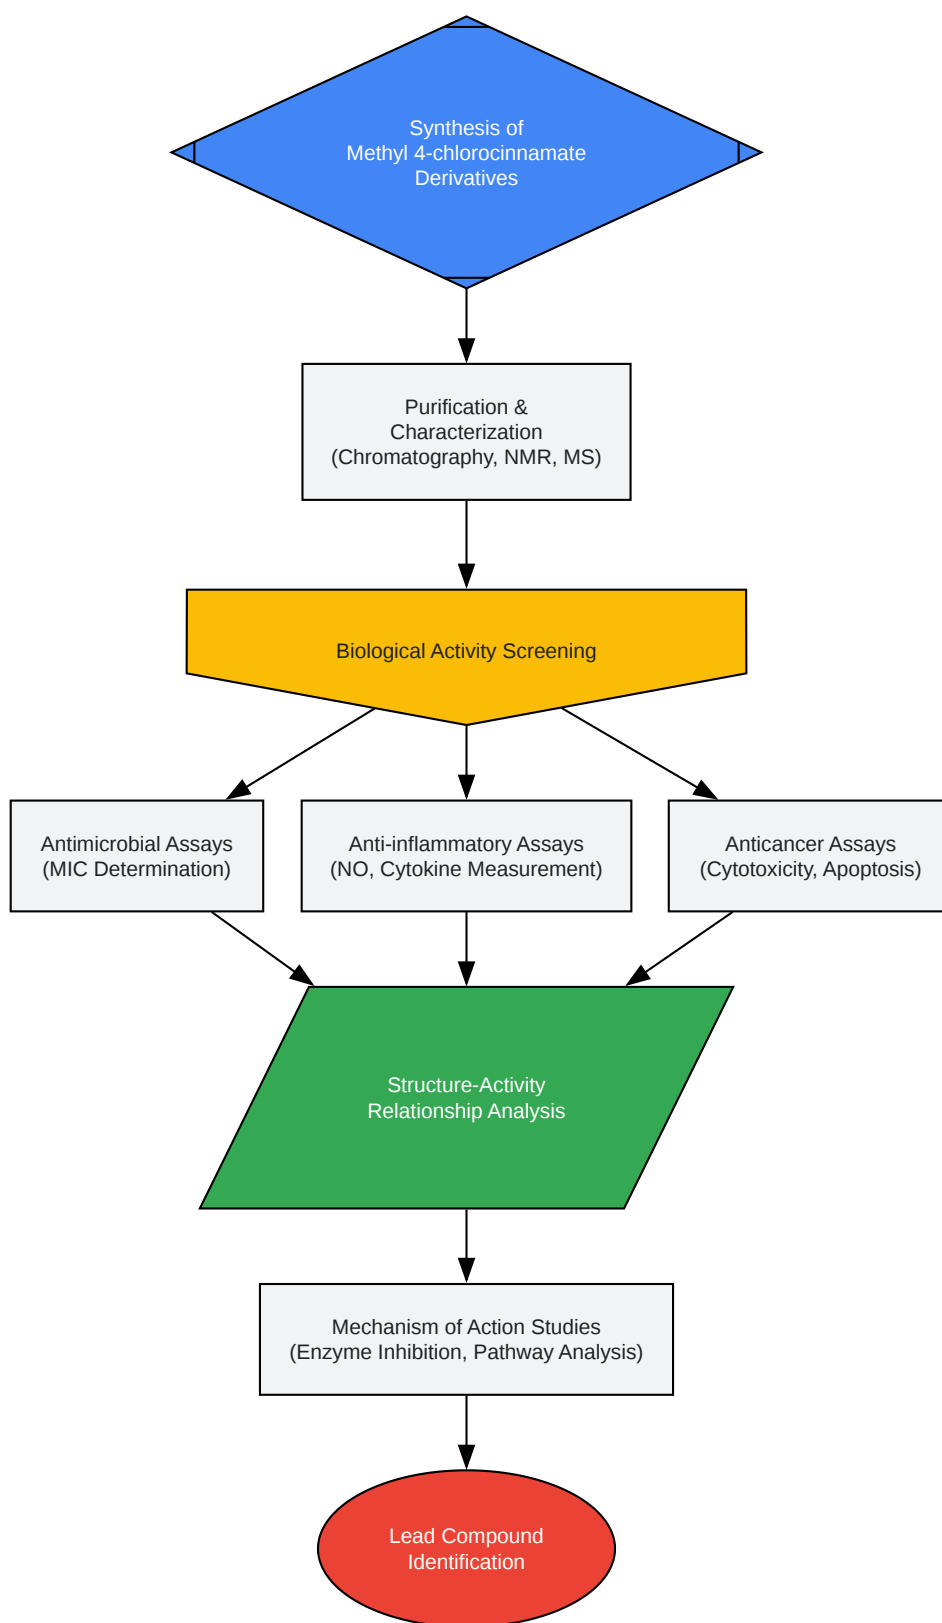 Synthesis of
Methyl 4-chlorocinnamate
Derivatives
Purification &
Characterization
(Chromatography, NMR, MS)
Biological Activity Screening
Antimicrobial Assays
(MIC Determination)
Anti-inflammatory Assays
(NO, Cytokine Measurement)
Anticancer Assays
(Cytotoxicity, Apoptosis)
Structure-Activity
Relationship Analysis
Mechanism of Action Studies
(Enzyme Inhibition, Pathway Analysis)
Lead Compound
Identification